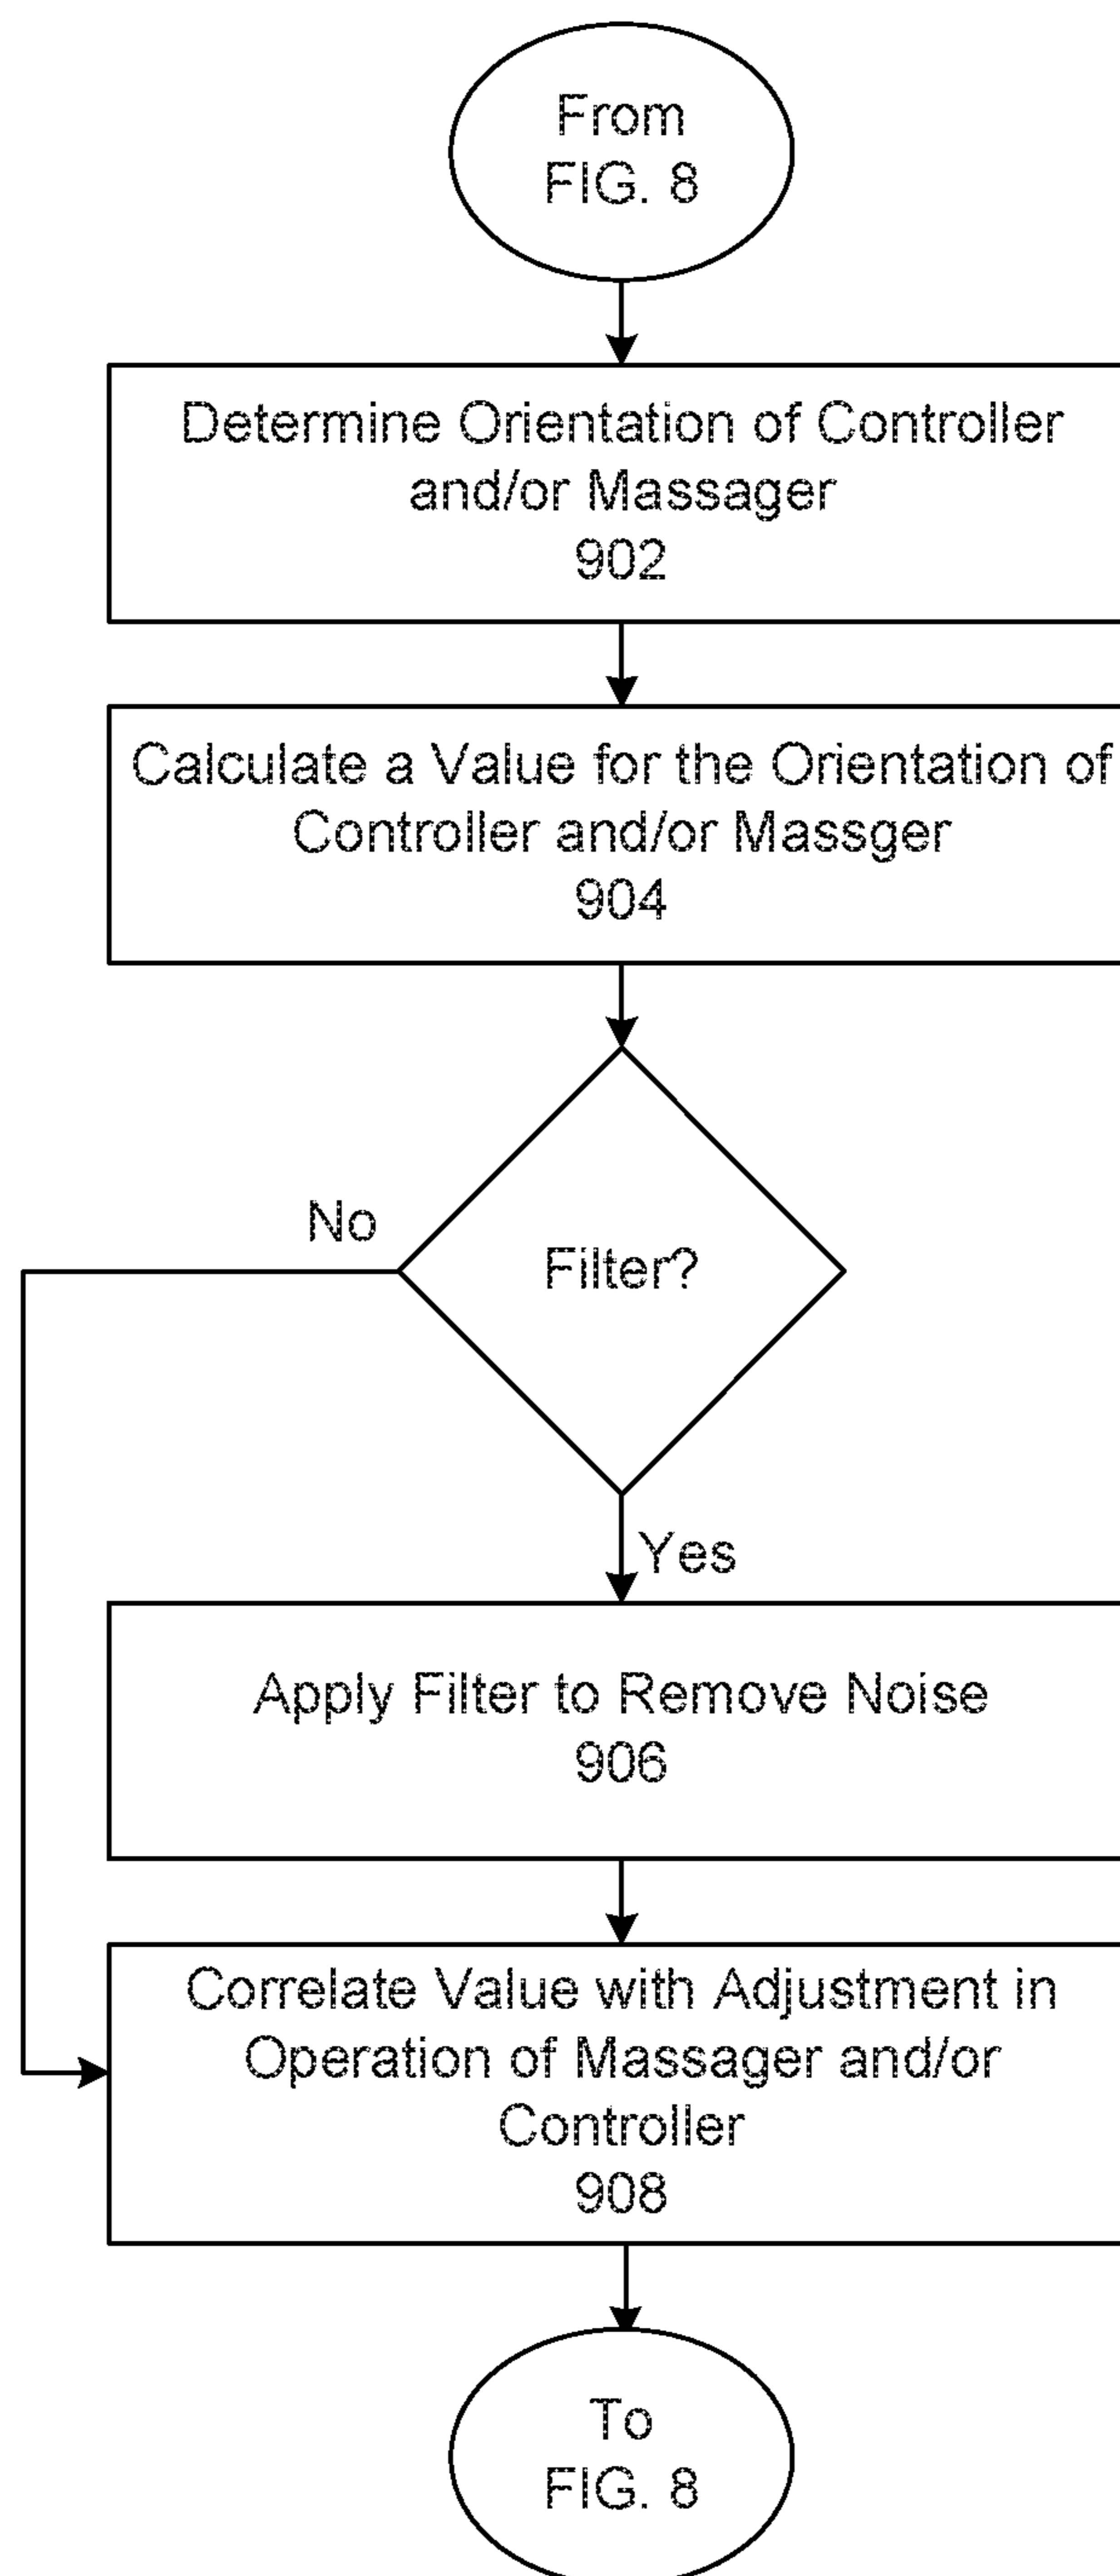 From
FIG. 8
Determine Orientation of Controller
and/or Massager
902
Calculate a Value for the Orientation of
Controller and/or Massger
904
Filter?
No
Yes
Apply Filter to Remove Noise
906
Correlate Value with Adjustment in
Operation of Massager and/or
Controller
908
To
FIG. 8